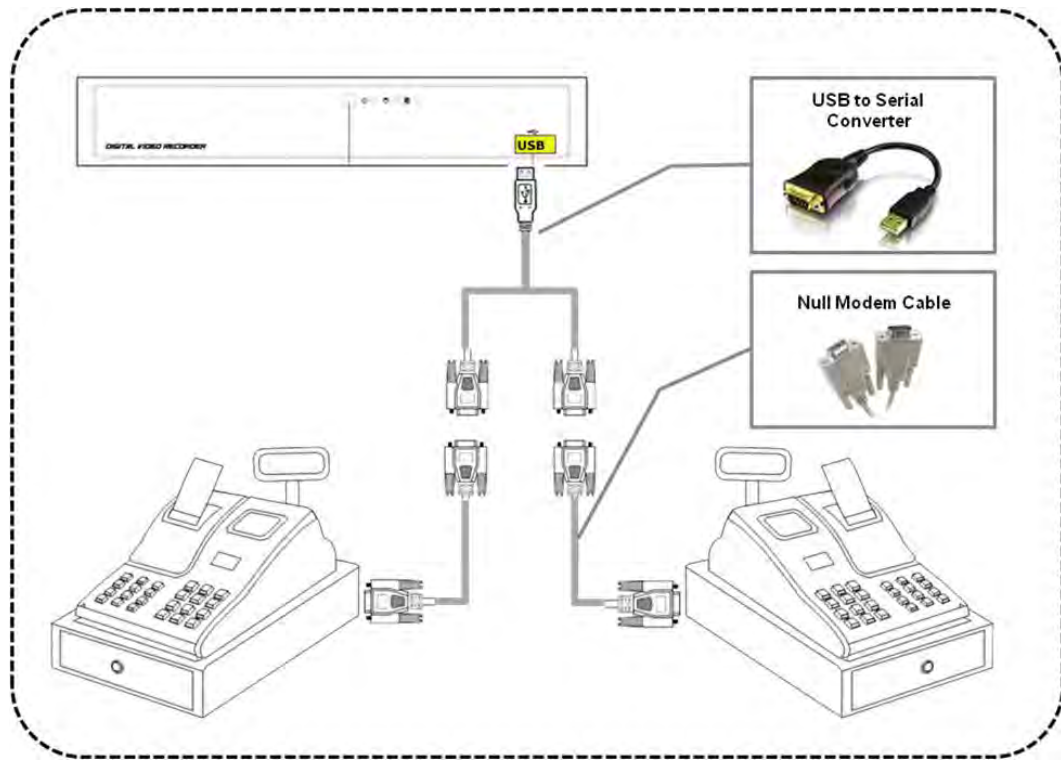 DIGITAL VIDEO RECORDER
USB
USB to Serial
Converter
Null Modem Cable